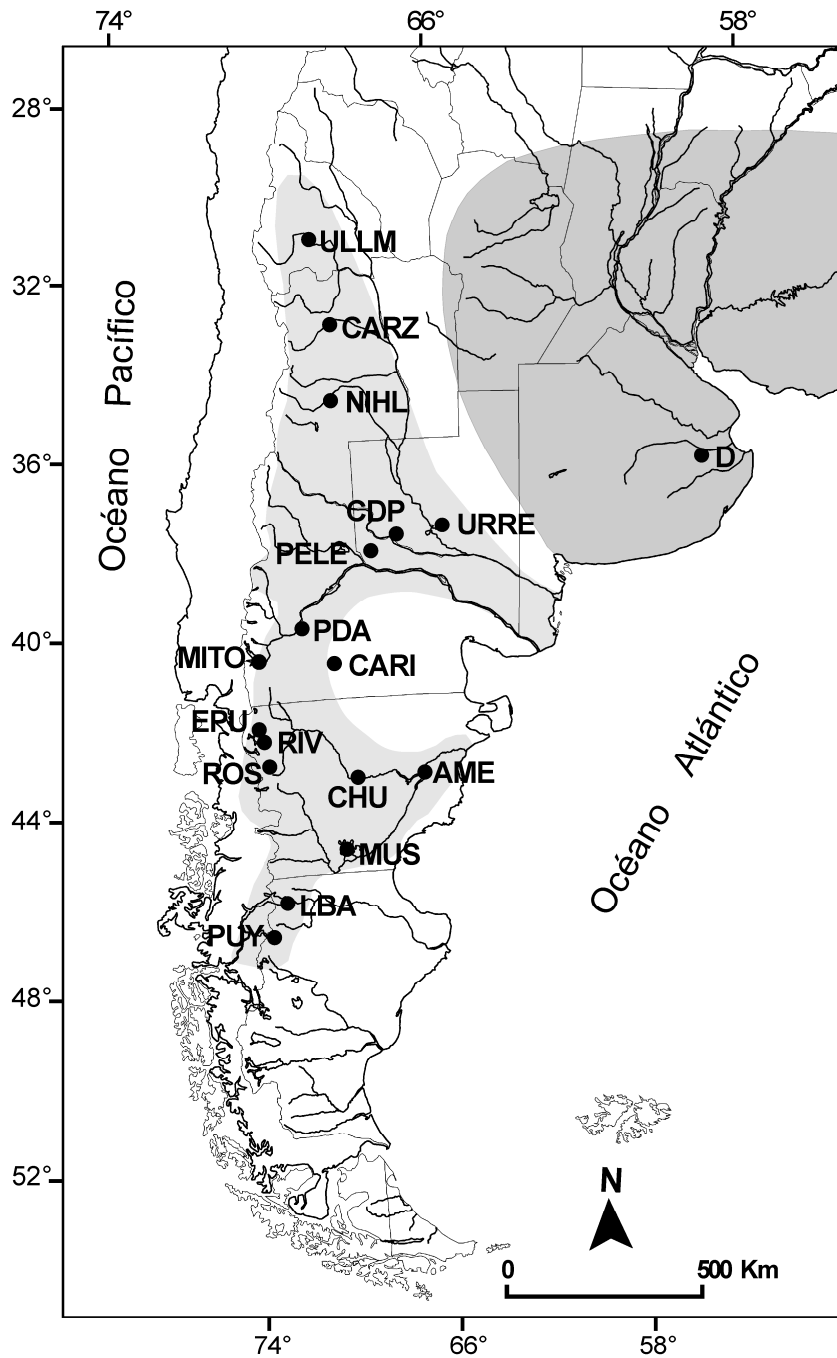 74° 66° 58°
28°
ULLM
32°
CARZ
Océano Pacífico
NIHL
36°
D
CDP
URRE
PELE
PDA
40°
MITO
CARI
EPU
RIV
ROS
AME
CHU
Océano Atlántico
44°
MUS
LBA
PUY
48°
52°
N
0 500 Km
74° 66° 58°